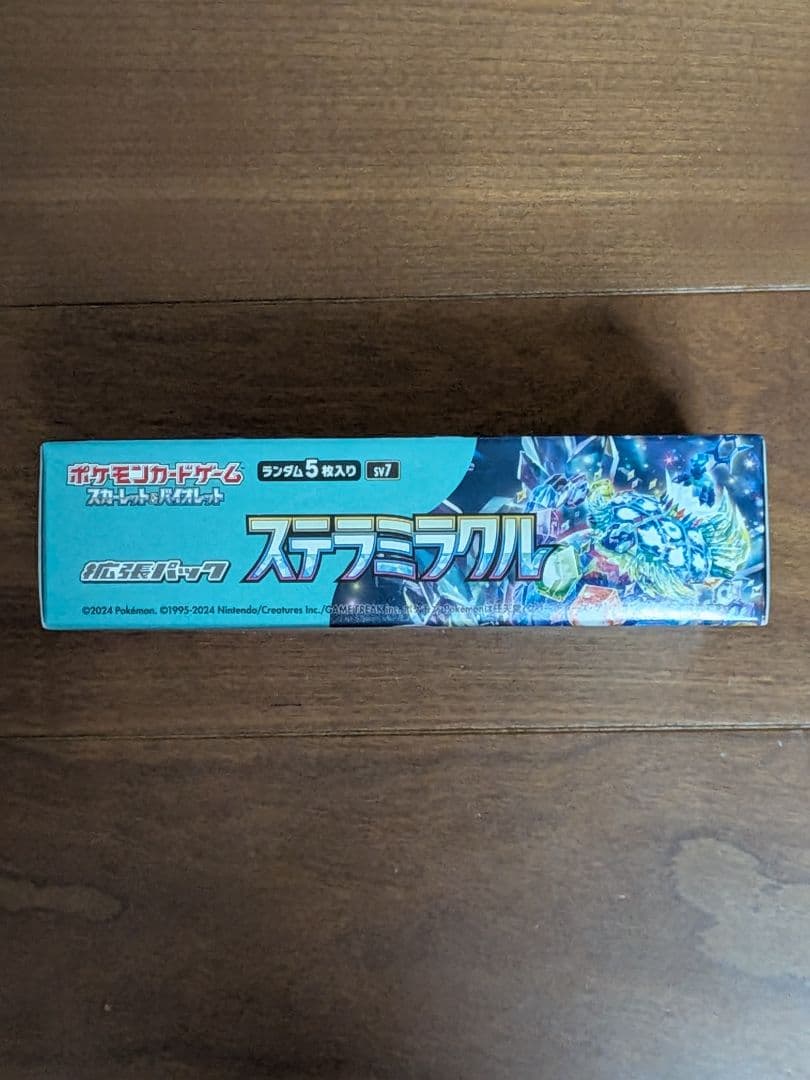 ポケモンカードゲーム
スカーレット&バイオレット
ランダム5枚入り SV7
拡張パック
ステラミラクル
©2024 Pokémon. ©1995-2024 Nintendo/Creatures Inc./GAME FREAK inc.